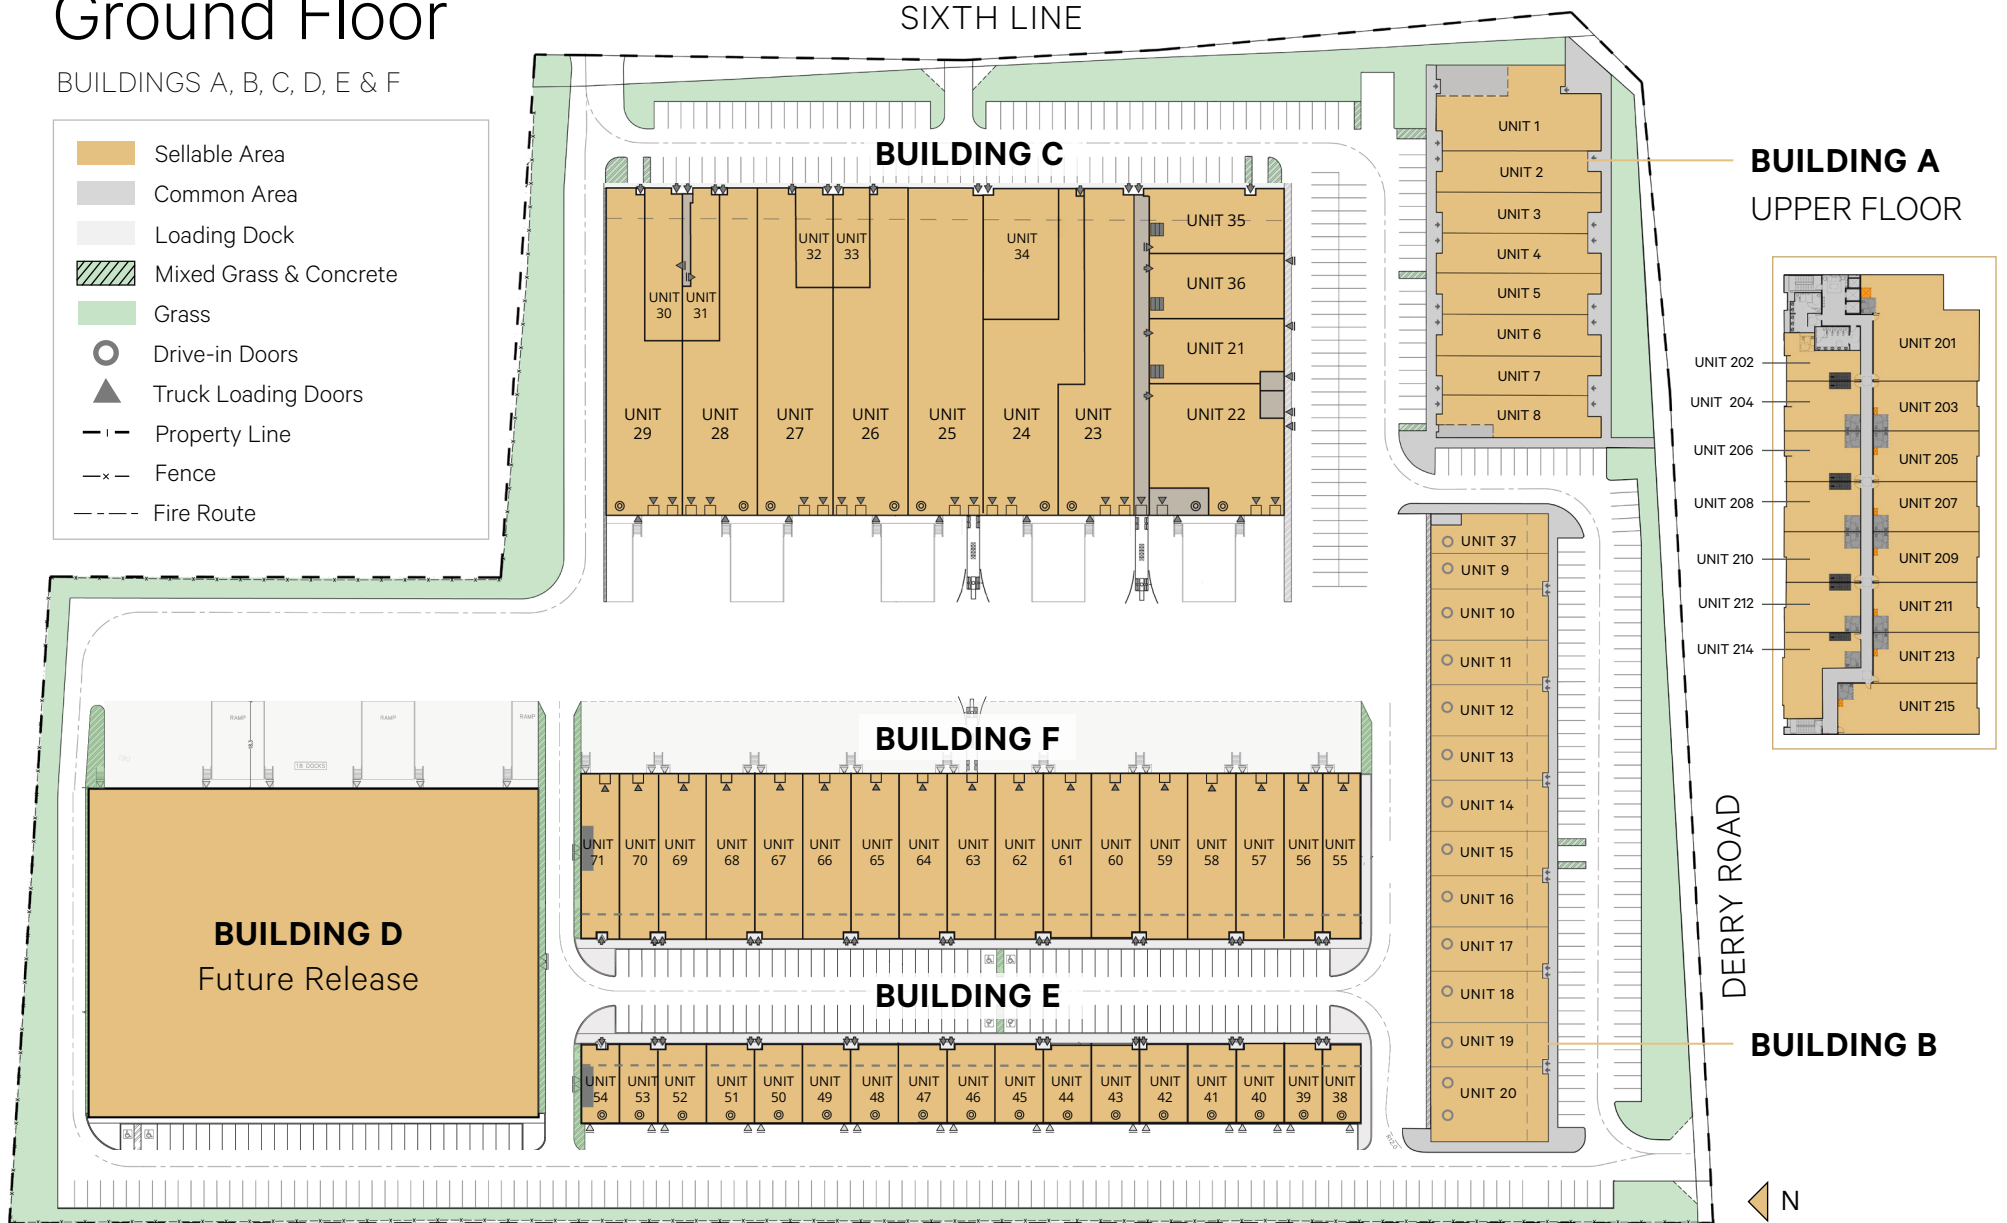 Ground Floor
BUILDINGS A, B, C, D, E & F
Sellable Area
Common Area
Loading Dock
Mixed Grass & Concrete
Grass
Drive-in Doors
Truck Loading Doors
Property Line
Fence
Fire Route
SIXTH LINE
BUILDING C
UNIT 35
UNIT 36
UNIT 21
UNIT 22
UNIT
32
UNIT
33
UNIT
34
UNIT
30
UNIT
31
UNIT
29
UNIT
28
UNIT
27
UNIT
26
UNIT
25
UNIT
24
UNIT
23
UNIT 1
UNIT 2
UNIT 3
UNIT 4
UNIT 5
UNIT 6
UNIT 7
UNIT 8
BUILDING A
UPPER FLOOR
UNIT 201
UNIT 202
UNIT 203
UNIT 204
UNIT 205
UNIT 206
UNIT 207
UNIT 208
UNIT 209
UNIT 210
UNIT 211
UNIT 212
UNIT 213
UNIT 214
UNIT 215
UNIT 37
UNIT 9
UNIT 10
UNIT 11
UNIT 12
UNIT 13
UNIT 14
UNIT 15
UNIT 16
UNIT 17
UNIT 18
UNIT 19
UNIT 20
BUILDING B
DERRY ROAD
RAMP
RAMP
RAMP
18 DOCKS
BUILDING D
Future Release
BUILDING F
UNIT
71
UNIT
70
UNIT
69
UNIT
68
UNIT
67
UNIT
66
UNIT
65
UNIT
64
UNIT
63
UNIT
62
UNIT
61
UNIT
60
UNIT
59
UNIT
58
UNIT
57
UNIT
56
UNIT
55
BUILDING E
UNIT
54
UNIT
53
UNIT
52
UNIT
51
UNIT
50
UNIT
49
UNIT
48
UNIT
47
UNIT
46
UNIT
45
UNIT
44
UNIT
43
UNIT
42
UNIT
41
UNIT
40
UNIT
39
UNIT
38
N